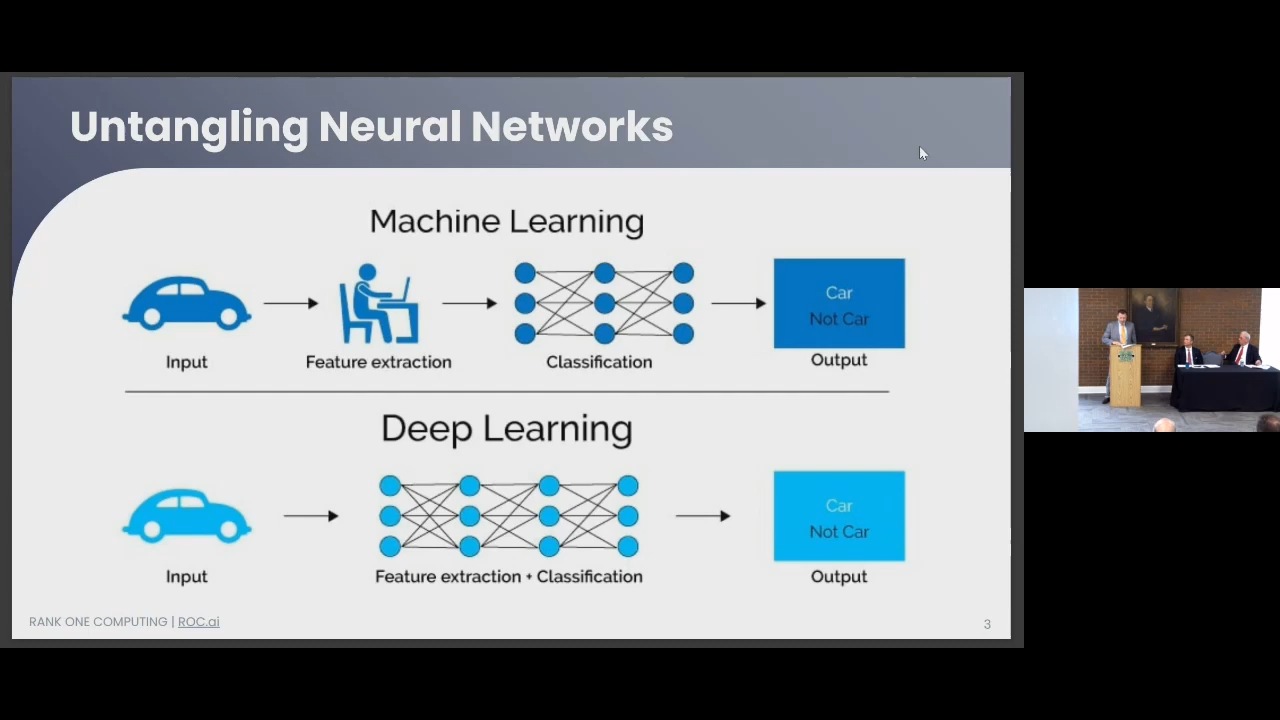 Untangling Neural Networks
Machine Learning
Input
Feature extraction
Classification
Car
Not Car
Output
Deep Learning
Input
Feature extraction + Classification
Car
Not Car
Output
RANK ONE COMPUTING | ROC.ai
3